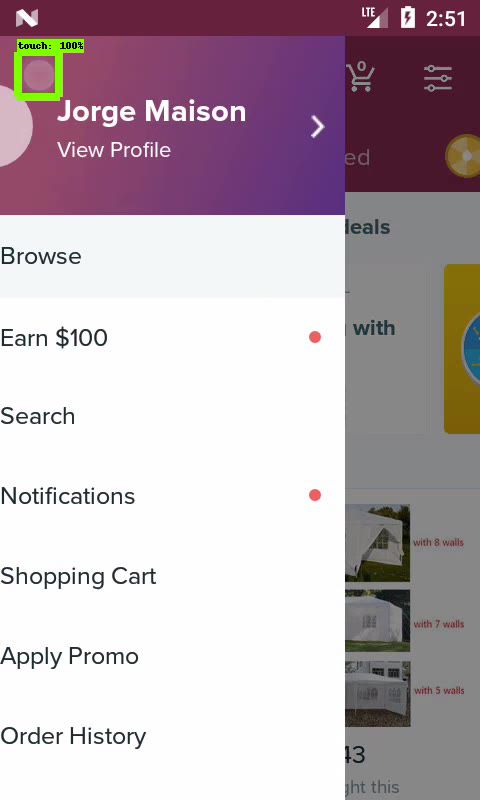 LTE 2:51
touch: 100%
0
Jorge Maison
View Profile
ed
deals
Browse
with
Earn $100
Search
Notifications
with 8 walls
Shopping Cart
with 7 walls
Apply Promo
with 5 walls
Order History
43
ght this